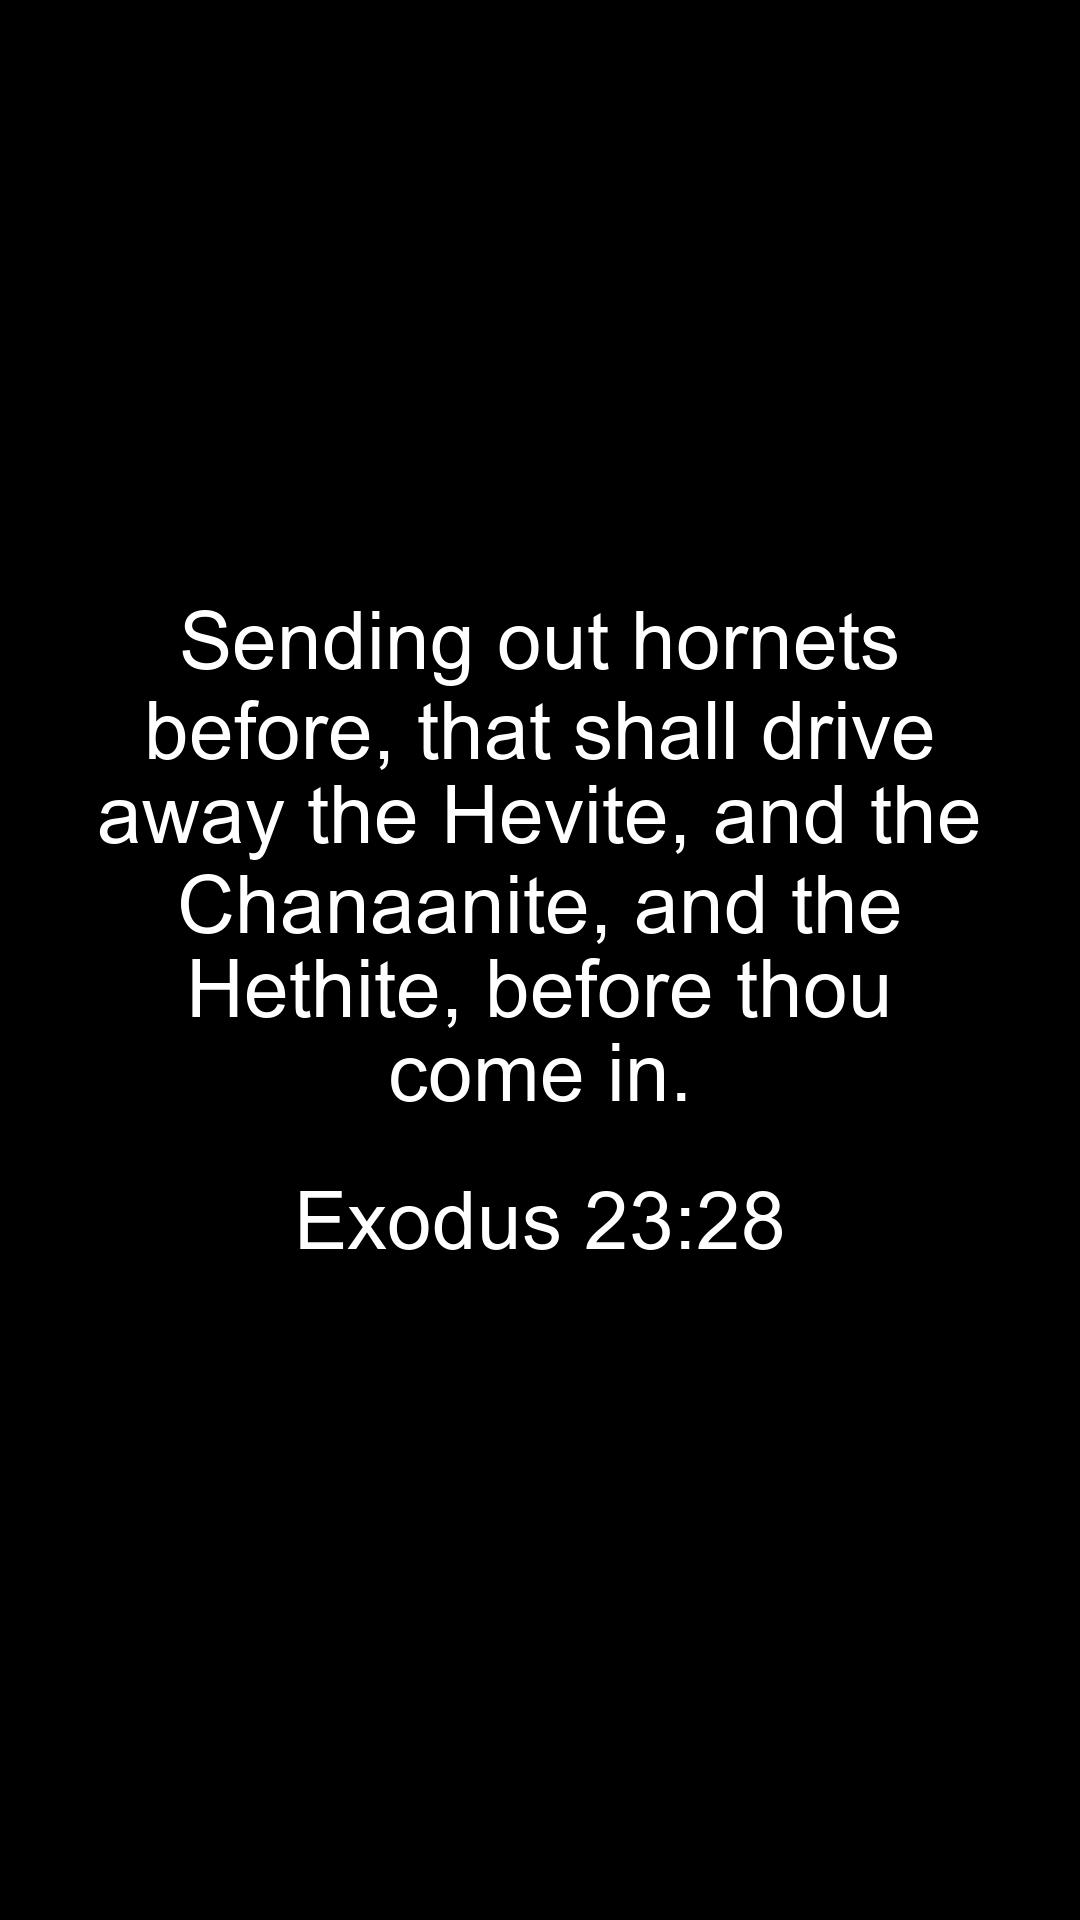 Sending out hornets
before, that shall drive
away the Hevite, and the
Chanaanite, and the
Hethite, before thou
come in.
Exodus 23:28